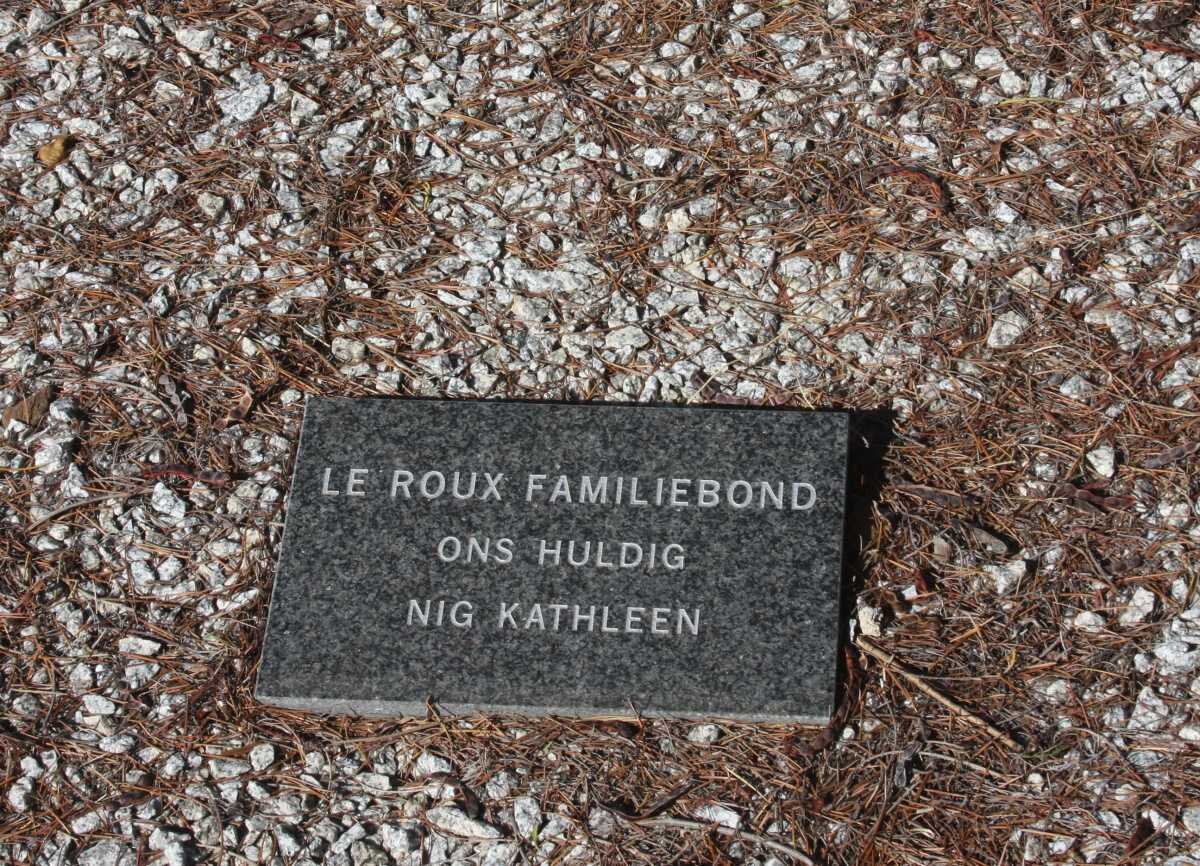 LE ROUX FAMILIEBOND
ONS HULDIG
NIG KATHLEEN